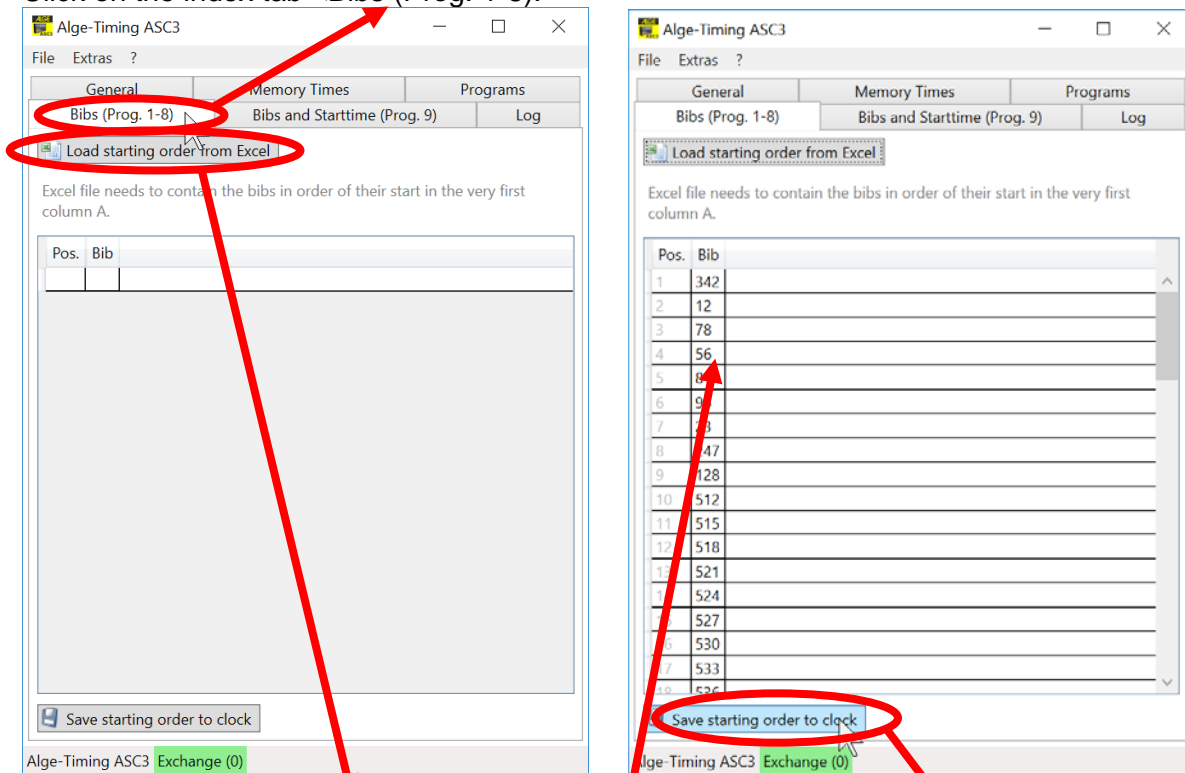 Click on the index tab "Bibs (Prog. 1-8):
Alge-Timing ASC3
File Extras ?
General Memory Times Programs
Bibs (Prog. 1-8) Bibs and Starttime (Prog. 9) Log
Load starting order from Excel
Excel file needs to contain the bibs in order of their start in the very first
column A.
Pos. Bib
Save starting order to clock
Alge-Timing ASC3 Exchange (0)
Alge-Timing ASC3
File Extras ?
General Memory Times Programs
Bibs (Prog. 1-8) Bibs and Starttime (Prog. 9) Log
Load starting order from Excel
Excel file needs to contain the bibs in order of their start in the very first
column A.
Pos. Bib
1 342
2 12
3 78
4 56
5
6
7
8
9 128
10 512
11 515
12 518
13 521
524
527
530
533
536
Save starting order to clock
Alge-Timing ASC3 Exchange (0)